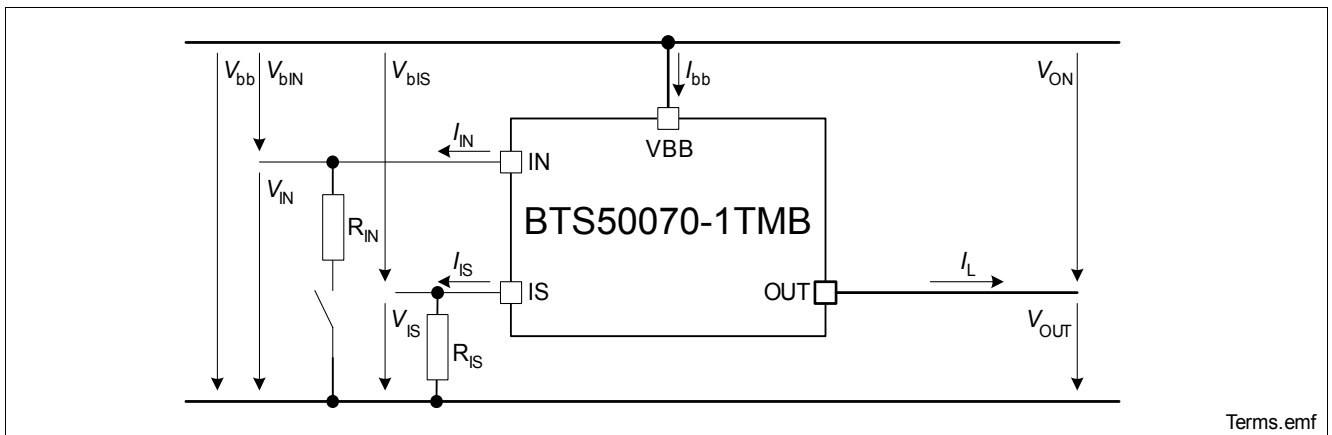 Vbb VbIN VbIS Ibb VON
IIN
IN VBB
VIN
BTS50070-1TMB
RIN
IIS IL
IS OUT
VIS VOUT
RIS
Terms.emf